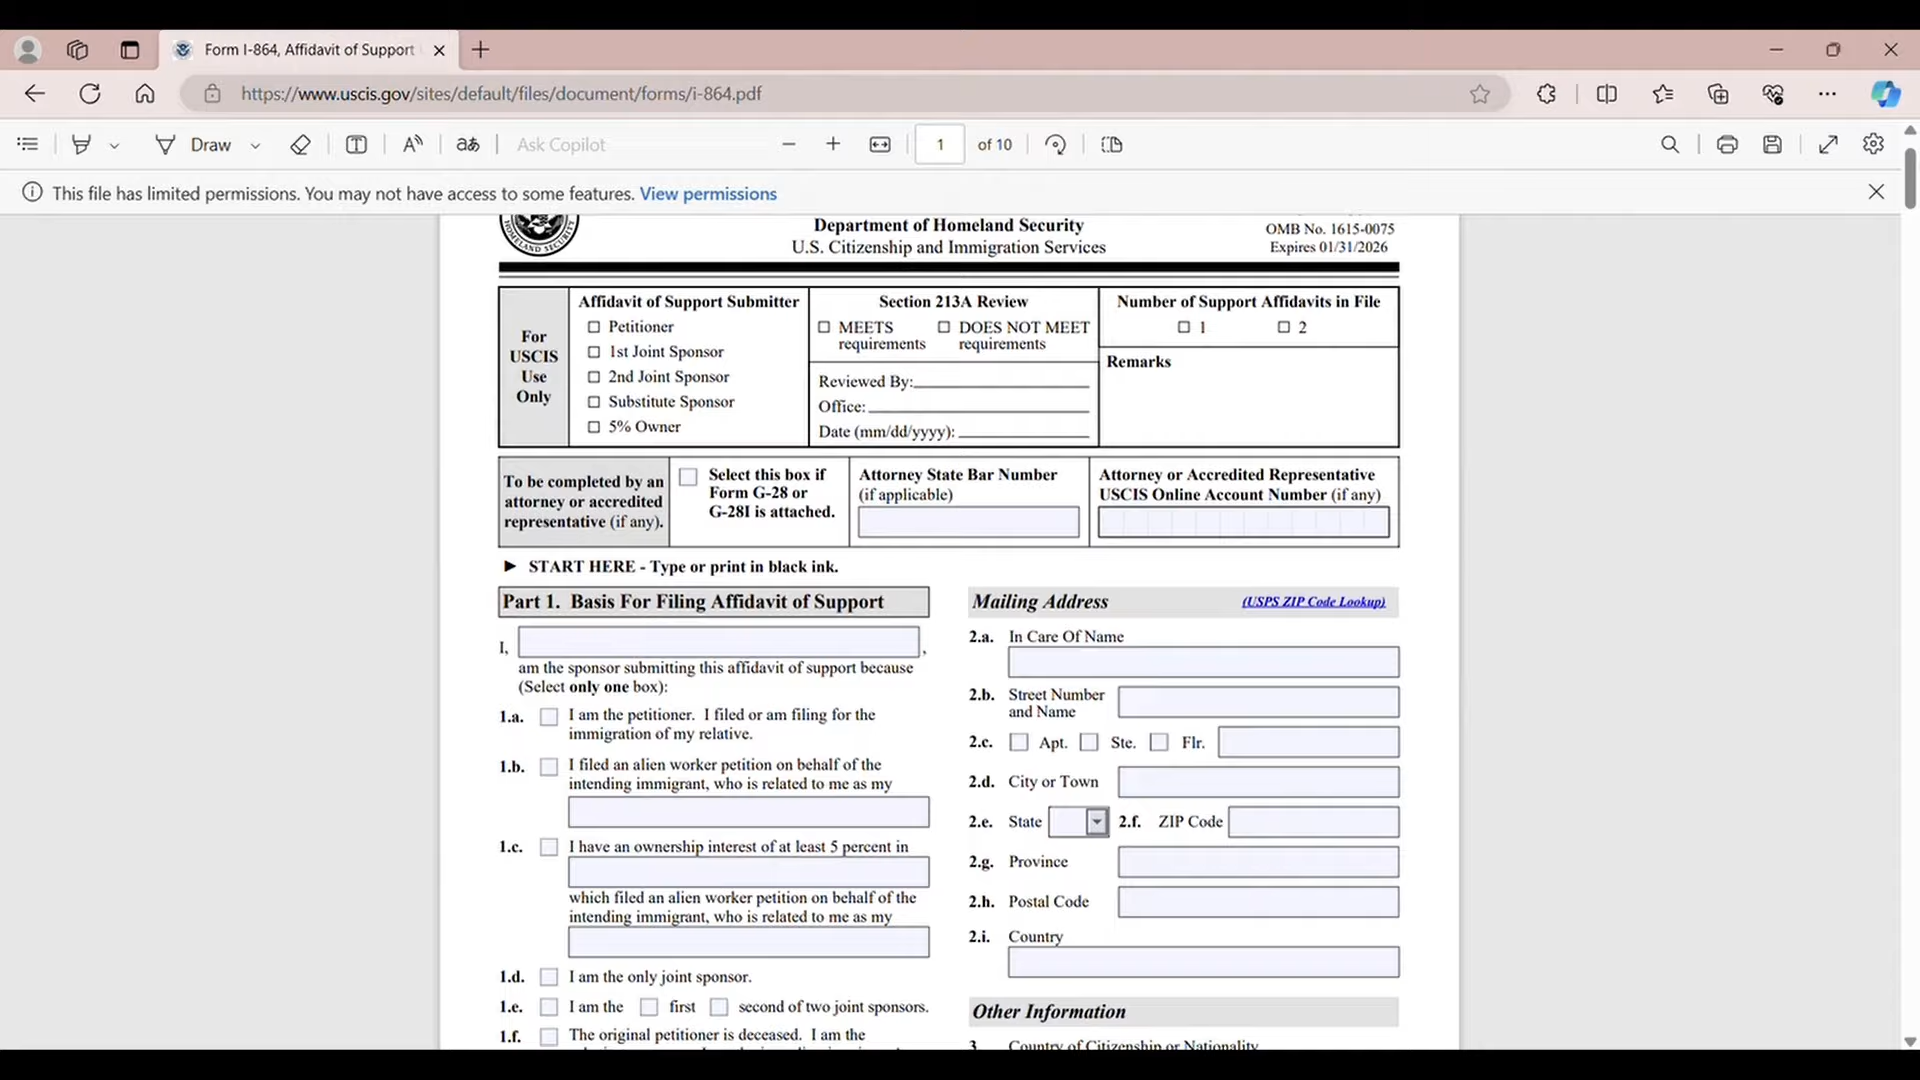 Form I-864, Affidavit of Support
https://www.uscis.gov/sites/default/files/document/forms/i-864.pdf
Draw
aあ
Ask Copilot
1 of 10
This file has limited permissions. You may not have access to some features. View permissions
HOMELAND SECURITY
Department of Homeland Security
U.S. Citizenship and Immigration Services
OMB No. 1615-0075
Expires 01/31/2026
For
USCIS
Use
Only
Affidavit of Support Submitter
Petitioner
1st Joint Sponsor
2nd Joint Sponsor
Substitute Sponsor
5% Owner
Section 213A Review
MEETS
requirements
DOES NOT MEET
requirements
Reviewed By:
Office:
Date (mm/dd/yyyy):
Number of Support Affidavits in File
1 2
Remarks
To be completed by an
attorney or accredited
representative (if any).
Select this box if
Form G-28 or
G-28I is attached.
Attorney State Bar Number
(if applicable)
Attorney or Accredited Representative
USCIS Online Account Number (if any)
► START HERE - Type or print in black ink.
Part 1. Basis For Filing Affidavit of Support
I, ,
am the sponsor submitting this affidavit of support because
(Select only one box):
1.a. I am the petitioner. I filed or am filing for the
immigration of my relative.
1.b. I filed an alien worker petition on behalf of the
intending immigrant, who is related to me as my
1.c. I have an ownership interest of at least 5 percent in
which filed an alien worker petition on behalf of the
intending immigrant, who is related to me as my
1.d. I am the only joint sponsor.
1.e. I am the first second of two joint sponsors.
1.f. The original petitioner is deceased. I am the
Mailing Address (USPS ZIP Code Lookup)
2.a. In Care Of Name
2.b. Street Number
and Name
2.c. Apt. Ste. Flr.
2.d. City or Town
2.e. State 2.f. ZIP Code
2.g. Province
2.h. Postal Code
2.i. Country
Other Information
3. Country of Citizenship or Nationality